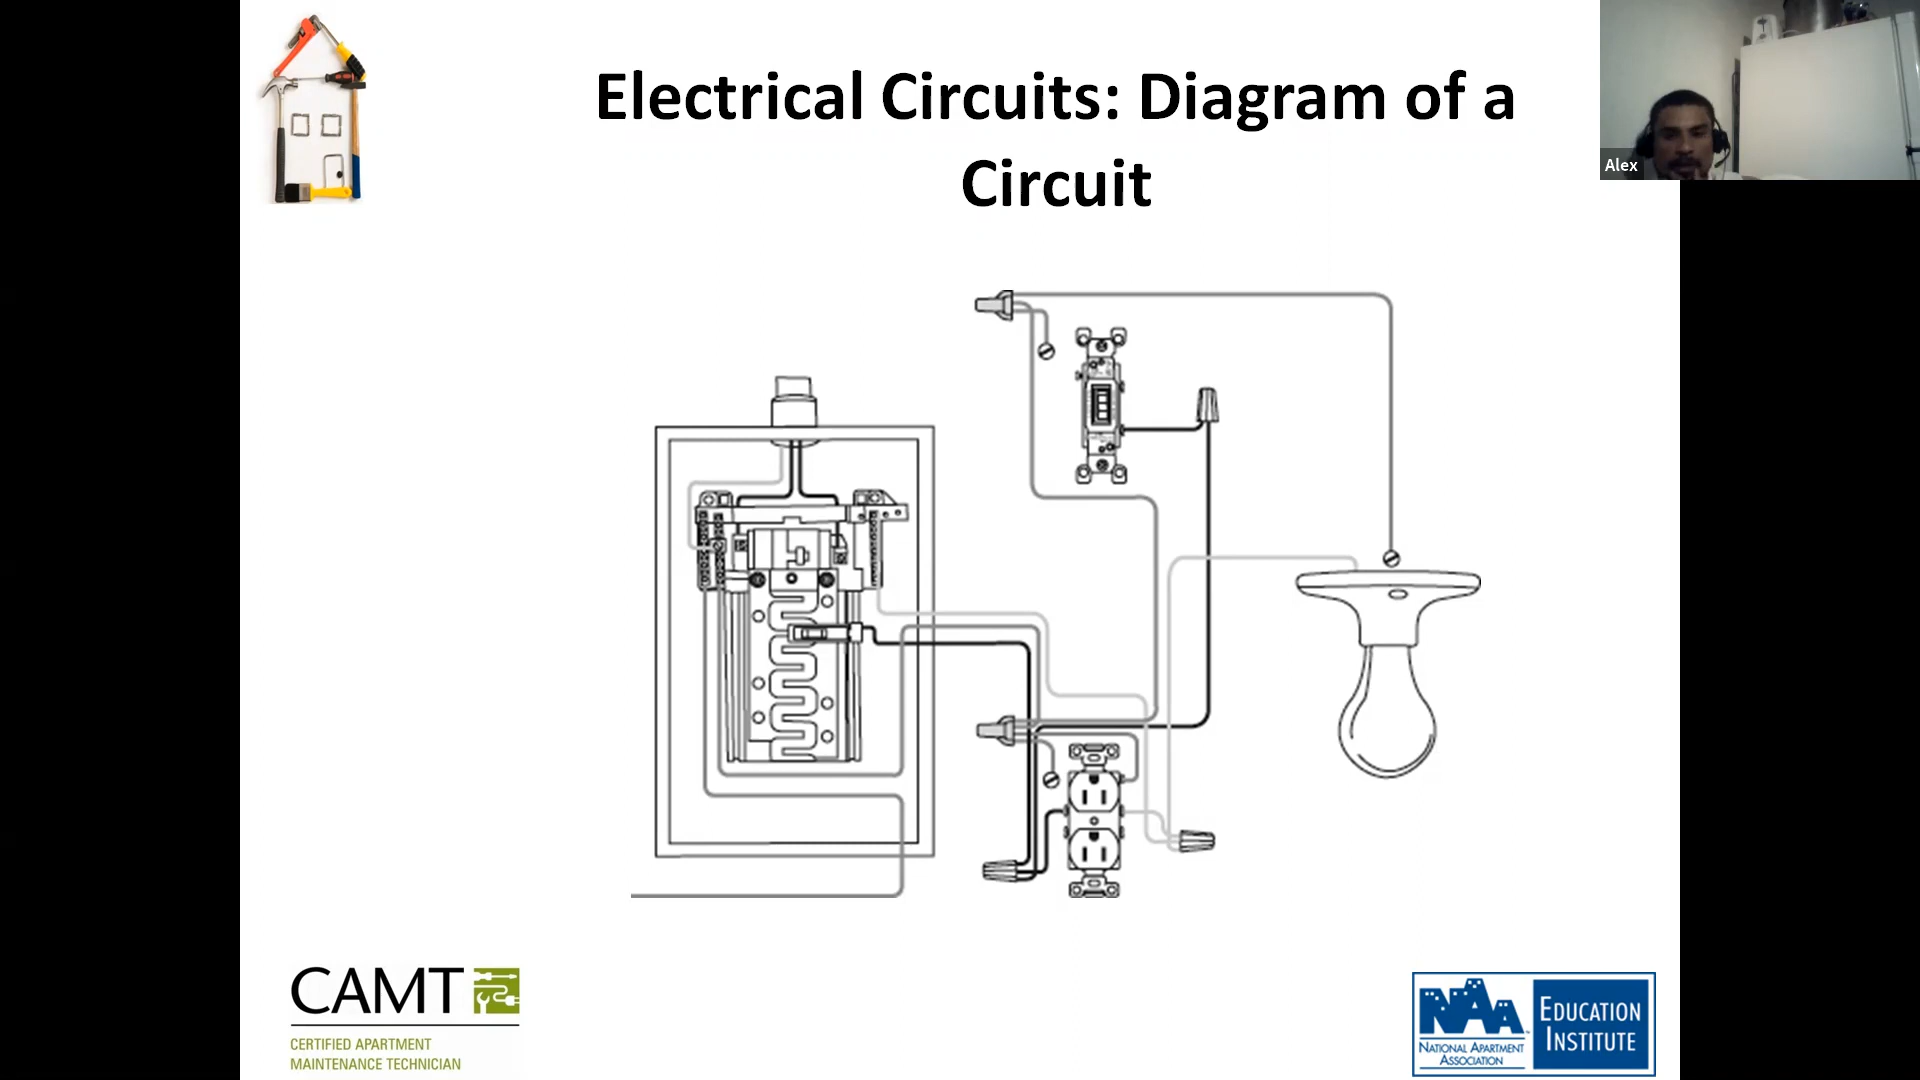 Electrical Circuits: Diagram of a
Circuit
Alex
CAMT
CERTIFIED APARTMENT
MAINTENANCE TECHNICIAN
NAA
NATIONAL APARTMENT
ASSOCIATION
EDUCATION
INSTITUTE